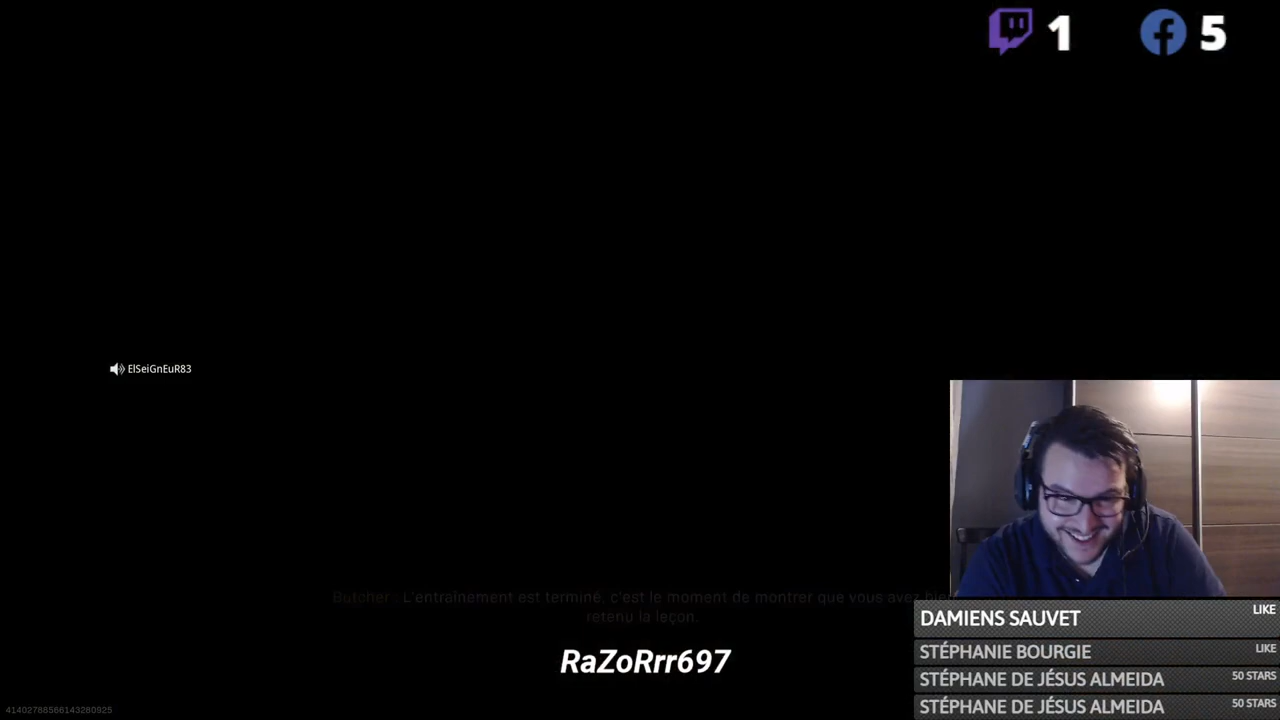 1
5
ElSeiGnEuR83
Butcher : L'entraînement est terminé, c'est le moment de montrer que vous avez bien
retenu la leçon.
RaZoRrr697
DAMIENS SAUVET LIKE
STÉPHANIE BOURGIE LIKE
STÉPHANE DE JÉSUS ALMEIDA 50 STARS
STÉPHANE DE JÉSUS ALMEIDA 50 STARS